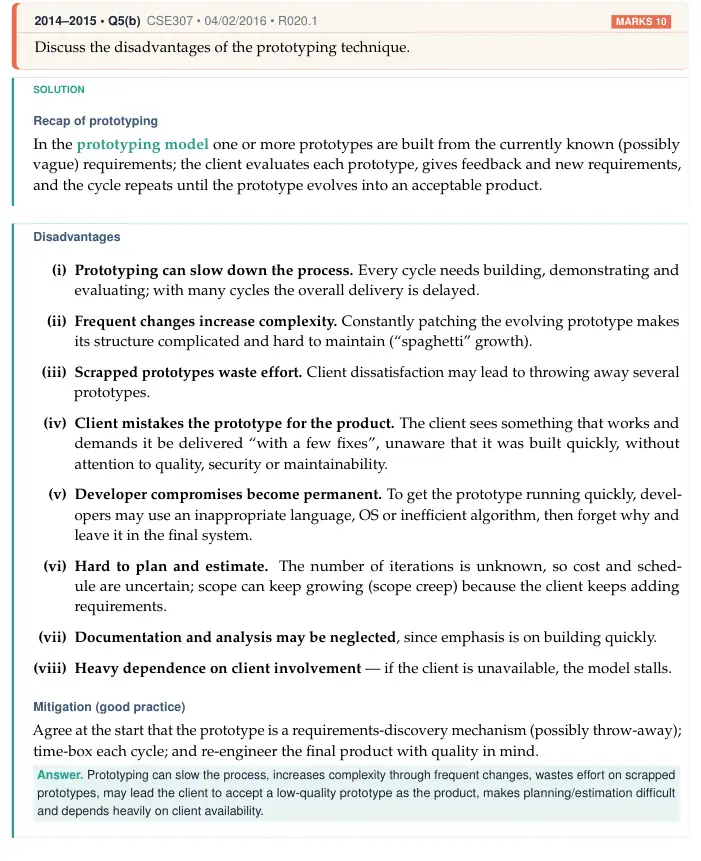 2014–2015 • Q5(b) CSE307 • 04/02/2016 • R020.1 MARKS 10
Discuss the disadvantages of the prototyping technique.
SOLUTION
Recap of prototyping
In the prototyping model one or more prototypes are built from the currently known (possibly
vague) requirements; the client evaluates each prototype, gives feedback and new requirements,
and the cycle repeats until the prototype evolves into an acceptable product.
Disadvantages
(i) Prototyping can slow down the process. Every cycle needs building, demonstrating and
evaluating; with many cycles the overall delivery is delayed.
(ii) Frequent changes increase complexity. Constantly patching the evolving prototype makes
its structure complicated and hard to maintain (“spaghetti” growth).
(iii) Scrapped prototypes waste effort. Client dissatisfaction may lead to throwing away several
prototypes.
(iv) Client mistakes the prototype for the product. The client sees something that works and
demands it be delivered “with a few fixes”, unaware that it was built quickly, without
attention to quality, security or maintainability.
(v) Developer compromises become permanent. To get the prototype running quickly, devel-
opers may use an inappropriate language, OS or inefficient algorithm, then forget why and
leave it in the final system.
(vi) Hard to plan and estimate. The number of iterations is unknown, so cost and sched-
ule are uncertain; scope can keep growing (scope creep) because the client keeps adding
requirements.
(vii) Documentation and analysis may be neglected, since emphasis is on building quickly.
(viii) Heavy dependence on client involvement — if the client is unavailable, the model stalls.
Mitigation (good practice)
Agree at the start that the prototype is a requirements-discovery mechanism (possibly throw-away);
time-box each cycle; and re-engineer the final product with quality in mind.
Answer. Prototyping can slow the process, increases complexity through frequent changes, wastes effort on scrapped
prototypes, may lead the client to accept a low-quality prototype as the product, makes planning/estimation difficult
and depends heavily on client availability.